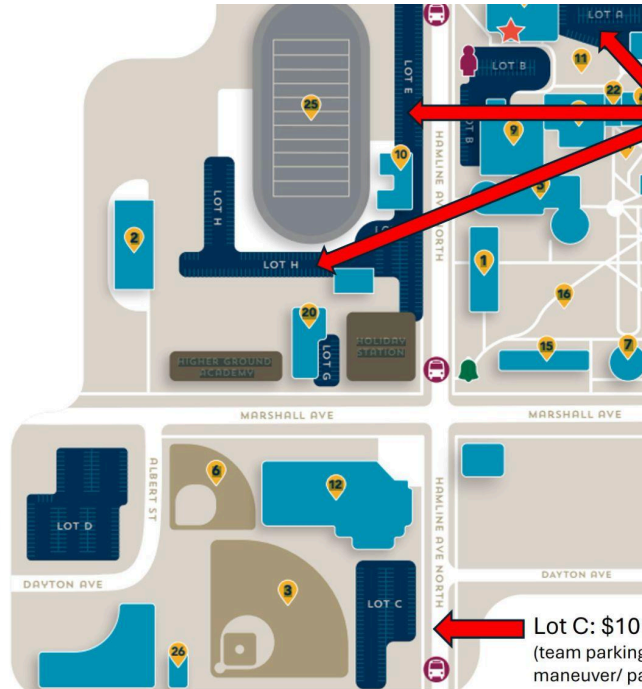 LOT A
LOT B
11
LOT E
22
25
LOT B
9
10
HAMLINE AVE NORTH
5
LOT H
2
LOT H
1
16
20
HOLIDAY
STATION
HIGHER GROUND
ACADEMY
LOT G
15
7
MARSHALL AVE
MARSHALL AVE
ALBERT ST
6
12
HAMLINE AVE NORTH
LOT D
DAYTON AVE
DAYTON AVE
3
LOT C
Lot C: $10
(team parking
maneuver/ pa
26